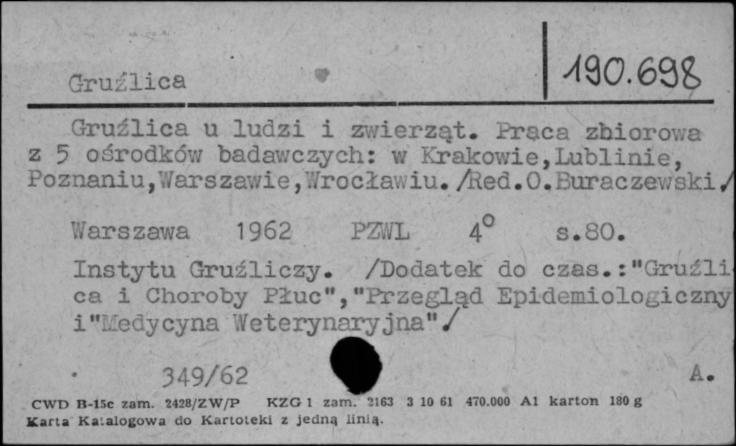 Gruźlica
190.698
Gruźlica u ludzi i zwierząt. Praca zbiorowa
z 5 ośrodków badawczych: w Krakowie,Lublinie,
Poznaniu,Warszawie,Wrocławiu./Red.O.Buraczewski/
Warszawa 1962 PZWL 4° s.80.
Instytu Gruźliczy. /Dodatek do czas.:"Gruźli
ca i Choroby Płuc","Przegląd Epidemiologiczny
i"Medycyna Weterynaryjna"/
349/62 A.
CWD B-15c zam. 2428/ZW/P KZG 1 zam. 2163 3 10 61 470.000 A1 karton 180 g
Karta Katalogowa do Kartoteki z jedną linią.